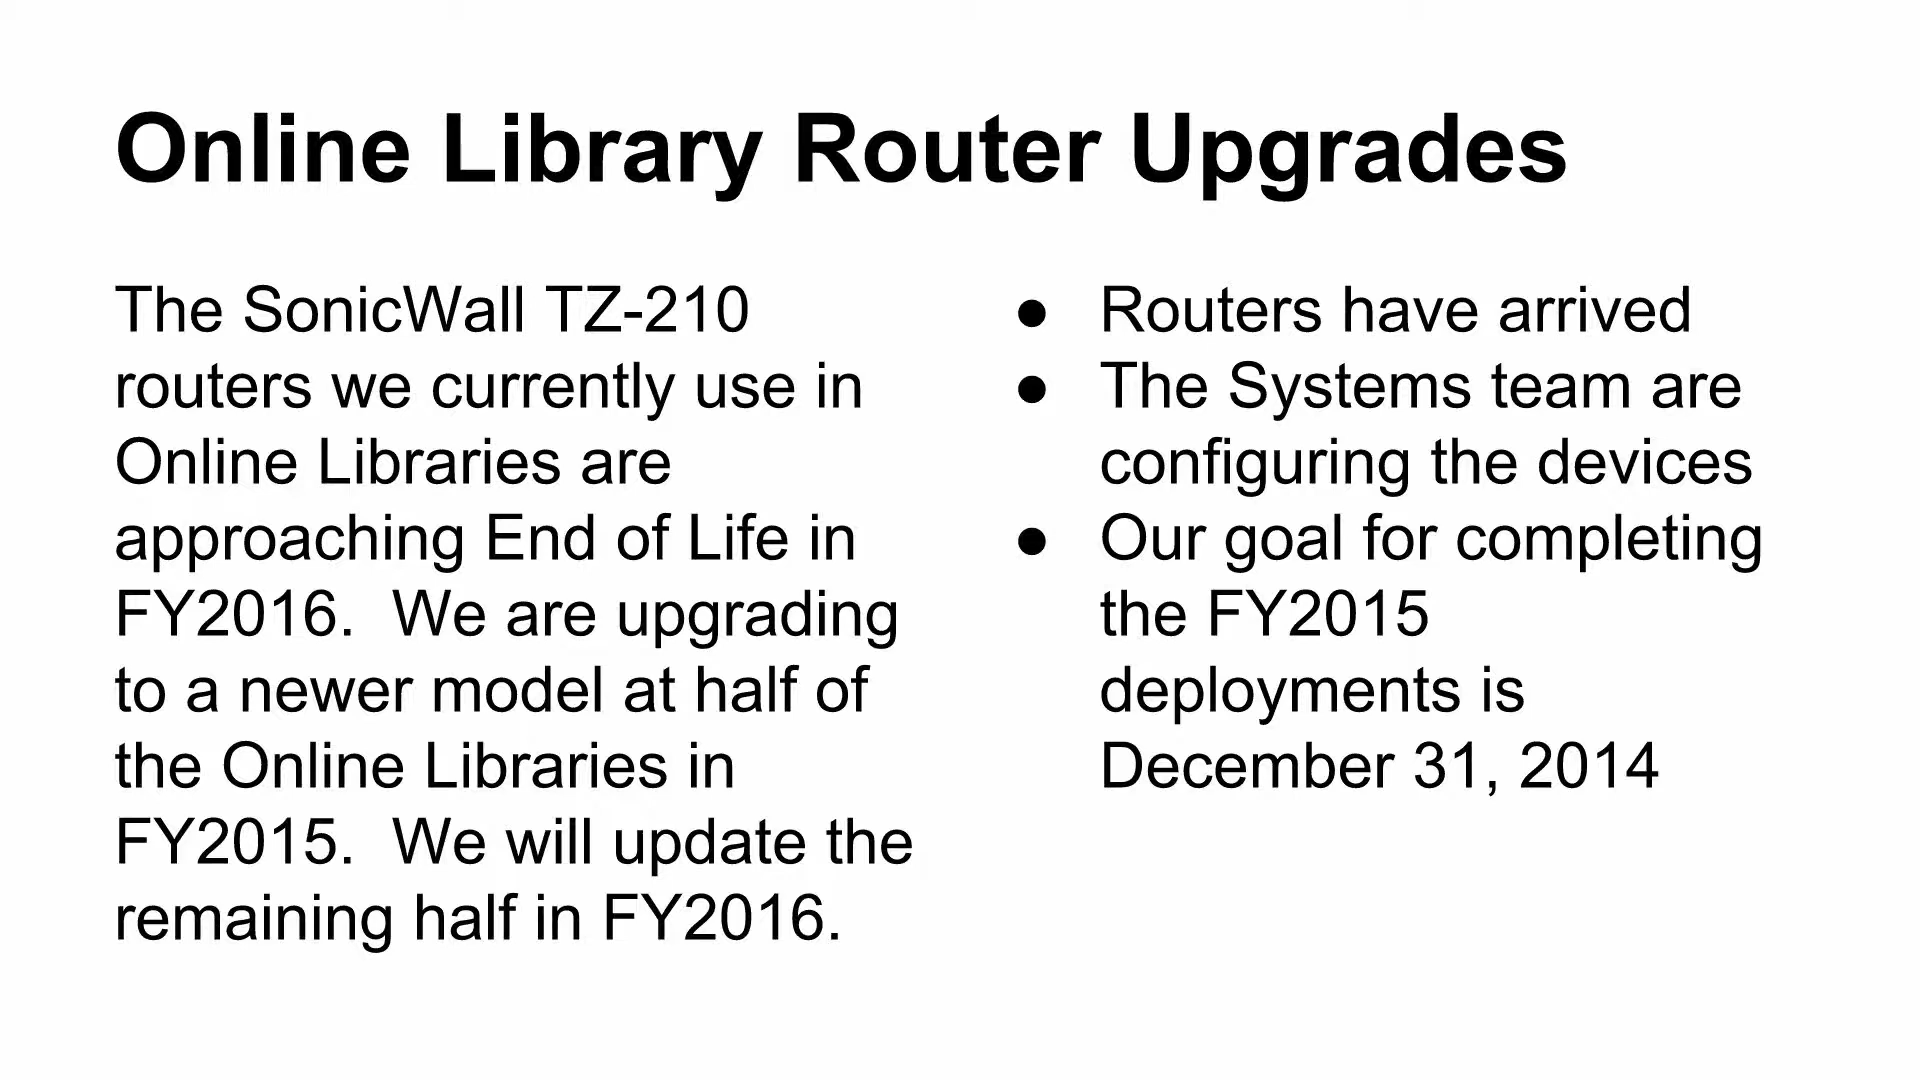 Online Library Router Upgrades
The SonicWall TZ-210
routers we currently use in
Online Libraries are
approaching End of Life in
FY2016.  We are upgrading
to a newer model at half of
the Online Libraries in
FY2015.  We will update the
remaining half in FY2016.
● Routers have arrived
● The Systems team are
configuring the devices
● Our goal for completing
the FY2015
deployments is
December 31, 2014